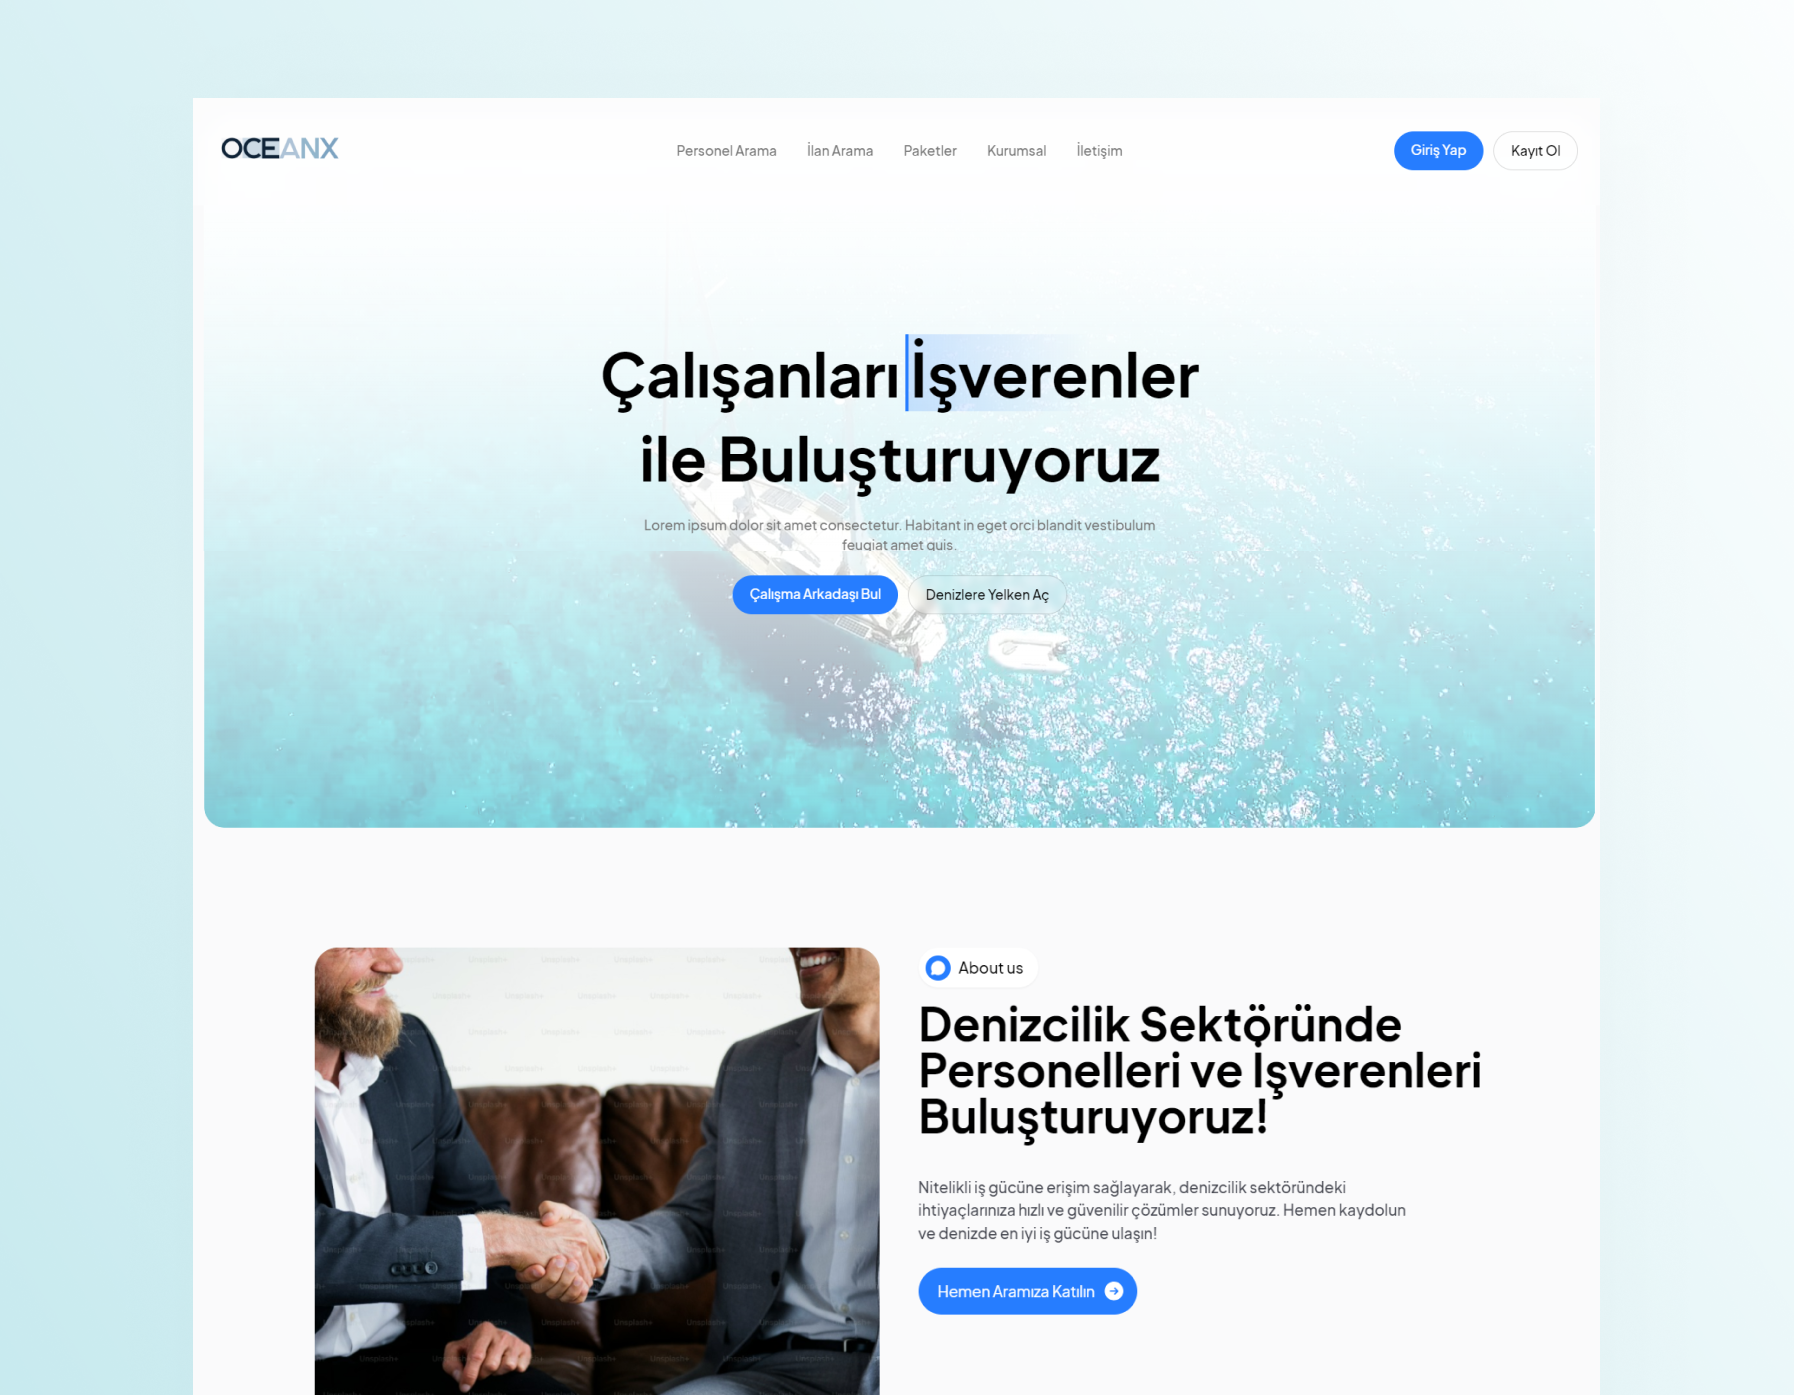 OCEANX
Personel Arama
İlan Arama
Paketler
Kurumsal
İletişim
Giriş Yap
Kayıt Ol
Çalışanları İşverenler
ile Buluşturuyoruz
Lorem ipsum dolor sit amet consectetur. Habitant in eget orci blandit vestibulum
feugiat amet quis.
Çalışma Arkadaşı Bul
Denizlere Yelken Aç
About us
Denizcilik Sektöründe
Personelleri ve İşverenleri
Buluşturuyoruz!
Nitelikli iş gücüne erişim sağlayarak, denizcilik sektöründeki
ihtiyaçlarınıza hızlı ve güvenilir çözümler sunuyoruz. Hemen kaydolun
ve denizde en iyi iş gücüne ulaşın!
Hemen Aramıza Katılın
Unsplash+